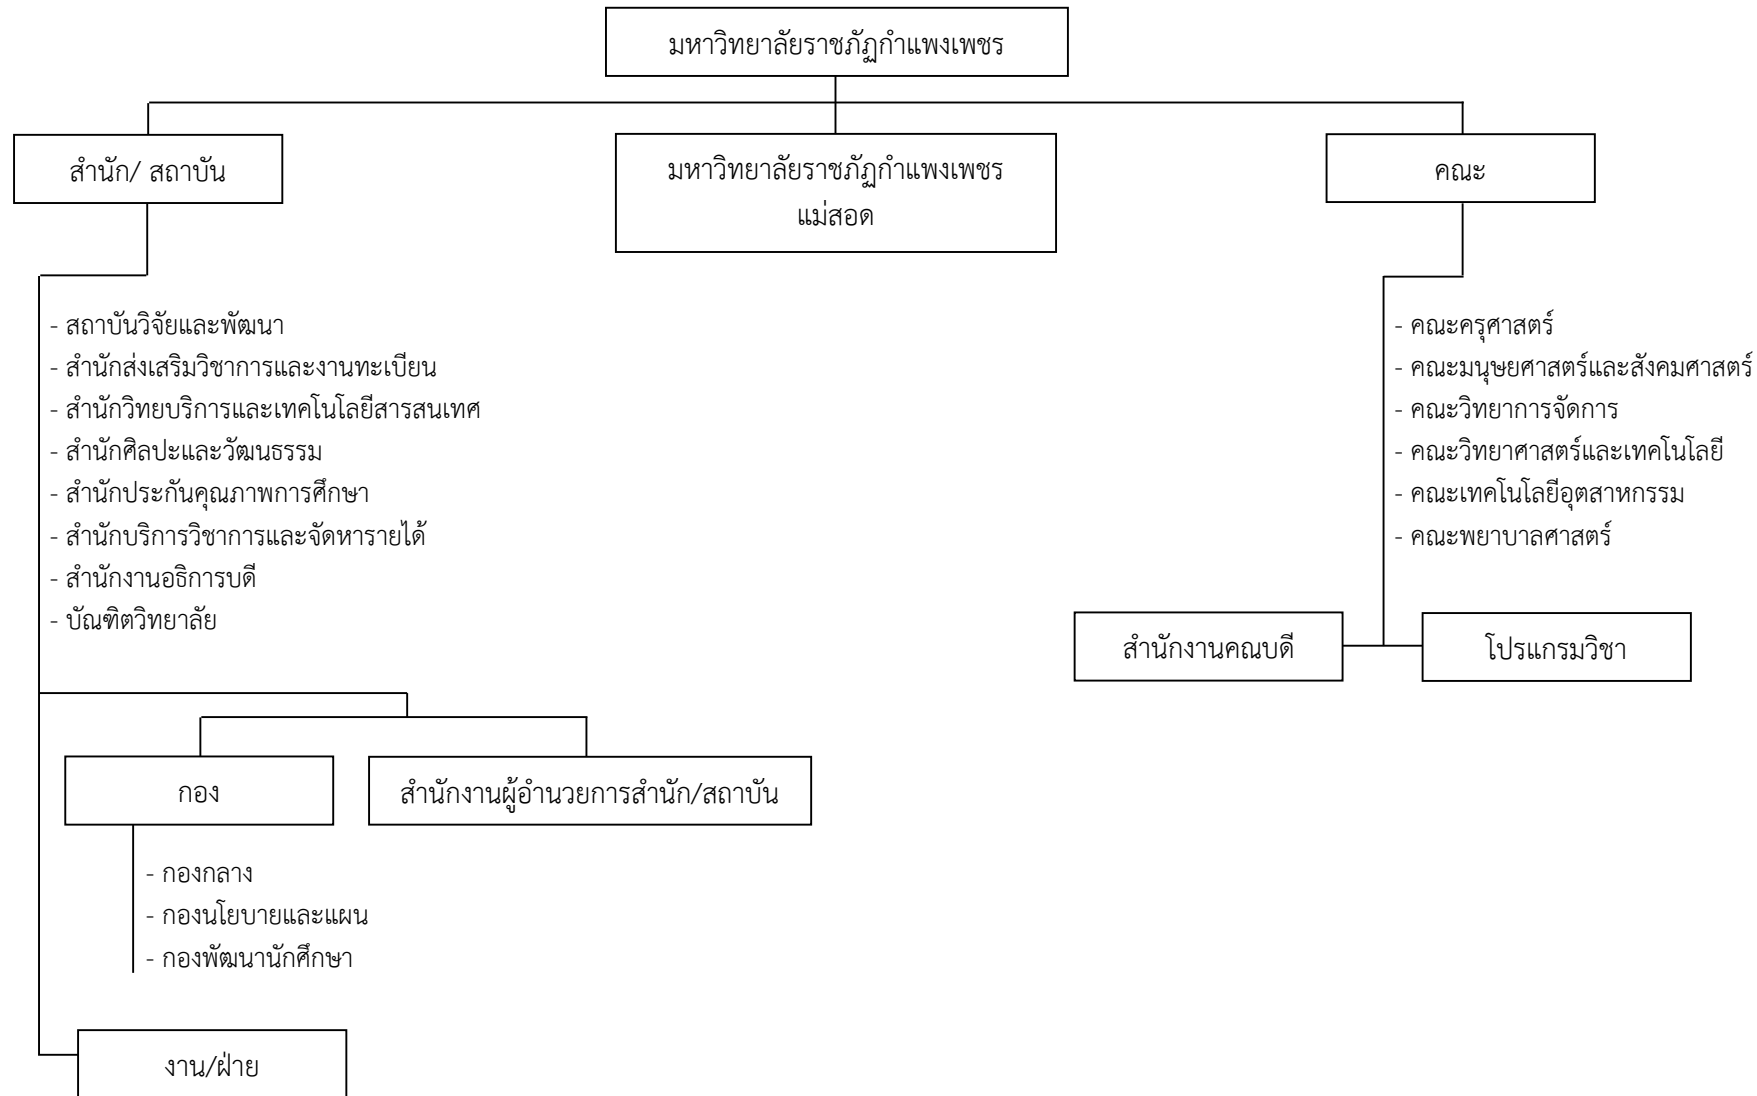 มหาวิทยาลัยราชภัฏกำแพงเพชร
สำนัก/ สถาบัน
มหาวิทยาลัยราชภัฏกำแพงเพชร
แม่สอด
คณะ
- สถาบันวิจัยและพัฒนา
- สำนักส่งเสริมวิชาการและงานทะเบียน
- สำนักวิทยบริการและเทคโนโลยีสารสนเทศ
- สำนักศิลปะและวัฒนธรรม
- สำนักประกันคุณภาพการศึกษา
- สำนักบริการวิชาการและจัดหารายได้
- สำนักงานอธิการบดี
- บัณฑิตวิทยาลัย
- คณะครุศาสตร์
- คณะมนุษยศาสตร์และสังคมศาสตร์
- คณะวิทยาการจัดการ
- คณะวิทยาศาสตร์และเทคโนโลยี
- คณะเทคโนโลยีอุตสาหกรรม
- คณะพยาบาลศาสตร์
สำนักงานคณบดี
โปรแกรมวิชา
กอง
สำนักงานผู้อำนวยการสำนัก/สถาบัน
- กองกลาง
- กองนโยบายและแผน
- กองพัฒนานักศึกษา
งาน/ฝ่าย